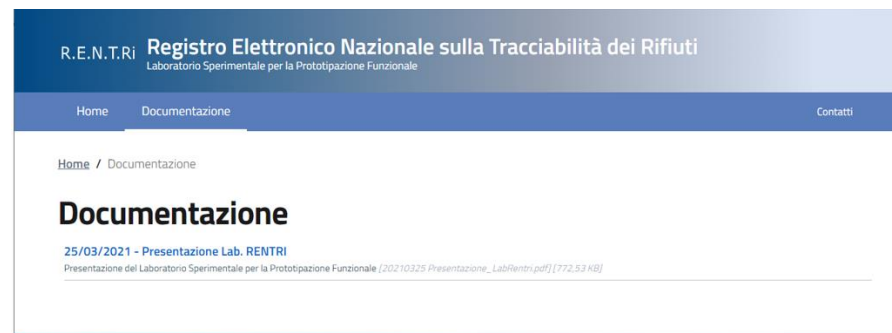 R.E.N.T.Ri Registro Elettronico Nazionale sulla Tracciabilità dei Rifiuti
Laboratorio Sperimentale per la Prototipazione Funzionale
Home Documentazione Contatti
Home / Documentazione
Documentazione
25/03/2021 - Presentazione Lab. RENTRI
Presentazione del Laboratorio Sperimentale per la Prototipazione Funzionale [20210325 Presentazione_LabRentri.pdf] [772,53 KB]